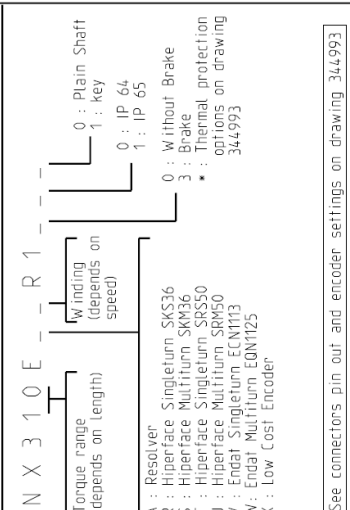 N X 3 1 0 E _ _ R 1 _ _ _
Torque range
depends on length)
Winding
(depends on
speed)
0 : Plain Shaft
1 : key
0 : IP 64
1 : IP 65
0 : Without Brake
3 : Brake
* : Thermal protection
options on drawing
344993
: Resolver
: Hiperface Singleturn SKS36
: Hiperface Multiturn SKM36
: Hiperface Singleturn SRS50
: Hiperface Multiturn SRM50
: Endat Singleturn ECN1113
: Endat Multiturn EQN1125
: Low Cost Encoder
See connectors pin out and encoder settings on drawing 344993